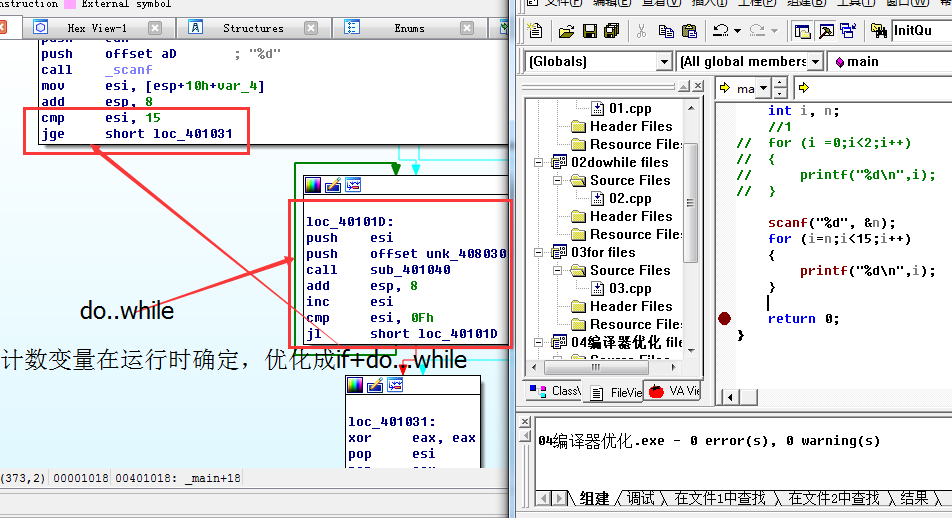 nstruction
External symbol
Hex View-1
Structures
Enums
push offset aD ; "%d"
call _scanf
mov esi, [esp+10h+var_4]
add esp, 8
cmp esi, 15
jge short loc_401031
loc_40101D:
push esi
push offset unk_408030
call sub_401040
add esp, 8
inc esi
cmp esi, 0Fh
jl short loc_40101D
do..while
计数变量在运行时确定，优化成if+do...while
loc_401031:
xor eax, eax
pop esi
(373,2) 00001018 00401018: _main+18
InitQu
(Globals)
(All global members
main
01.cpp
Header Files
Resource File
02dowhile files
Source Files
02.cpp
Header Files
Resource File
03for files
Source Files
03.cpp
Header Files
Resource File
04编译器优化 fil
ClassV
FileVie
VA Vie
ma
int i, n;
//1
// for (i =0;i<2;i++)
// {
// printf("%d\n",i);
// }
scanf("%d", &n);
for (i=n;i<15;i++)
{
printf("%d\n",i);
}
return 0;
}
04编译器优化.exe - 0 error(s), 0 warning(s)
组建
调试
在文件1中查找
在文件2中查找
结果